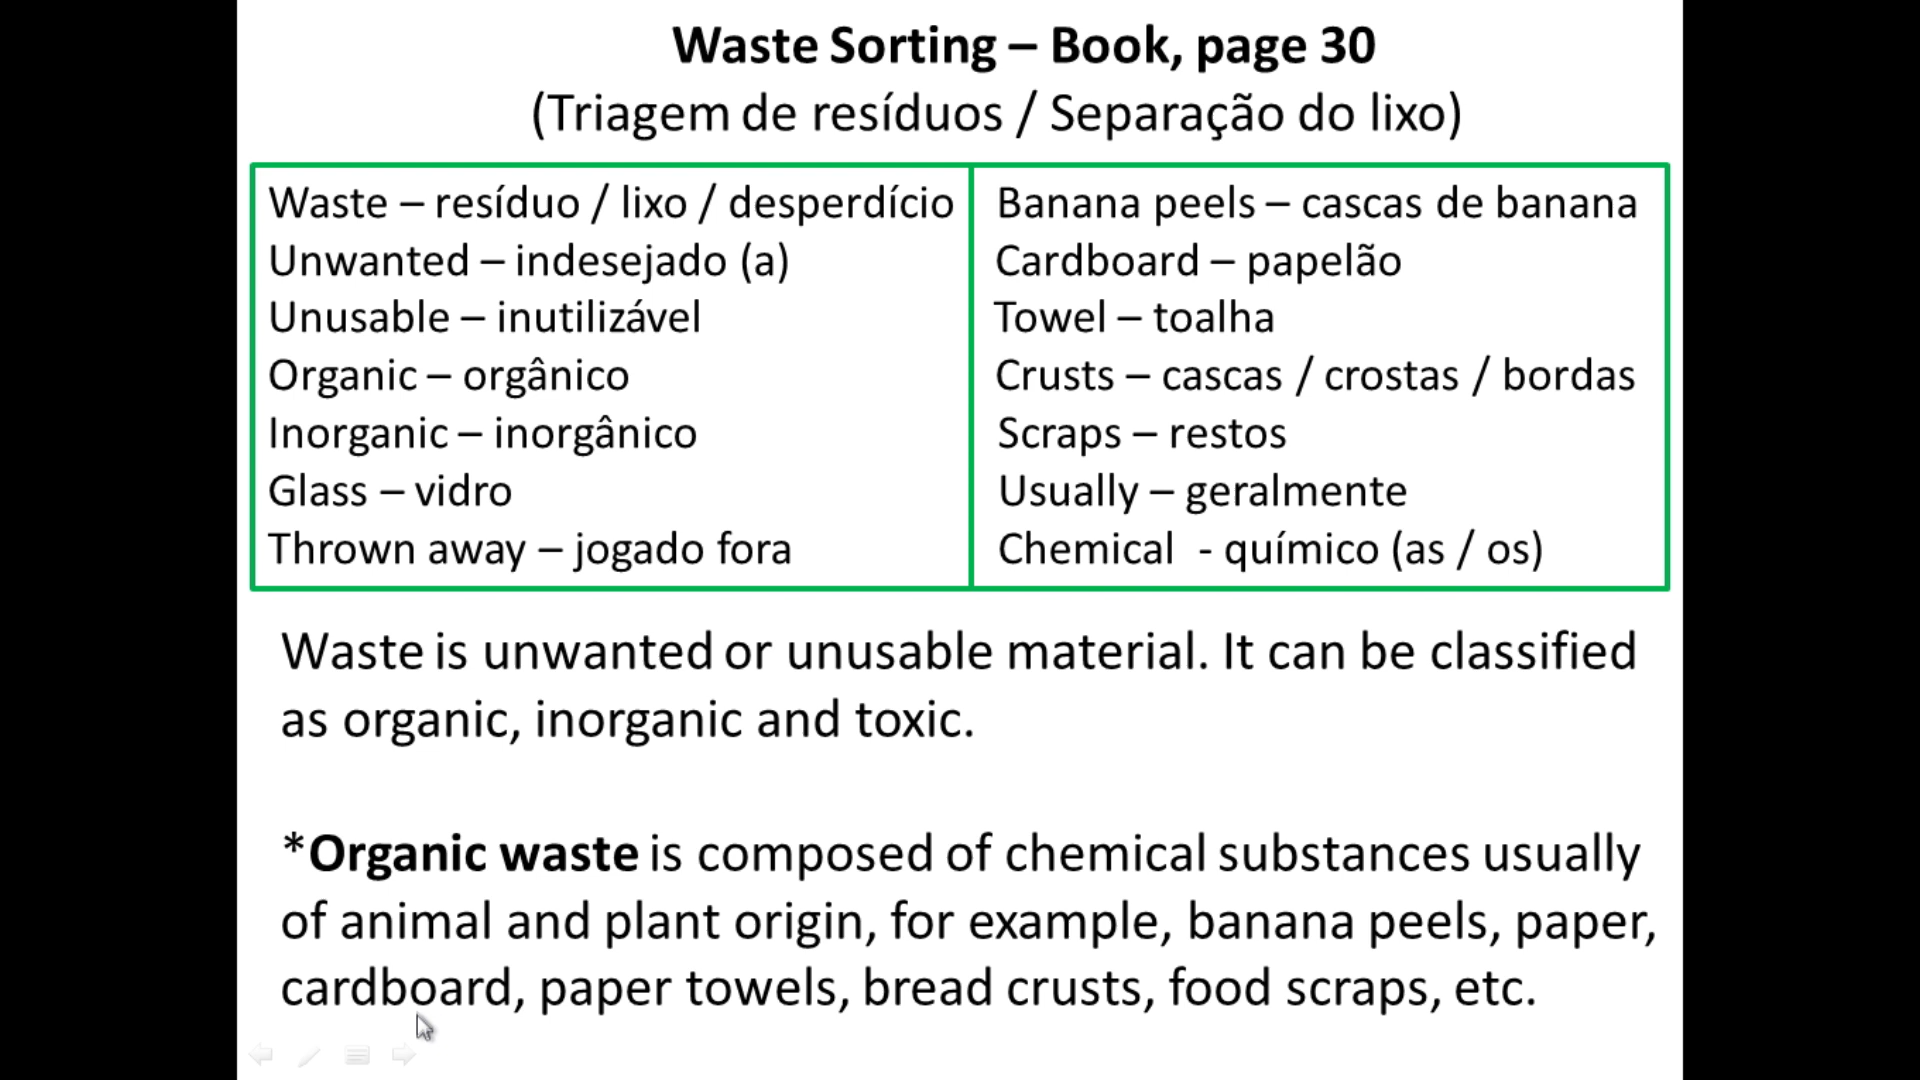 Waste Sorting – Book, page 30
(Triagem de resíduos / Separação do lixo)
Waste – resíduo / lixo / desperdício
Unwanted – indesejado (a)
Unusable – inutilizável
Organic – orgânico
Inorganic – inorgânico
Glass – vidro
Thrown away – jogado fora
Banana peels – cascas de banana
Cardboard – papelão
Towel – toalha
Crusts – cascas / crostas / bordas
Scraps – restos
Usually – geralmente
Chemical - químico (as / os)
Waste is unwanted or unusable material. It can be classified
as organic, inorganic and toxic.
*Organic waste is composed of chemical substances usually
of animal and plant origin, for example, banana peels, paper,
cardboard, paper towels, bread crusts, food scraps, etc.